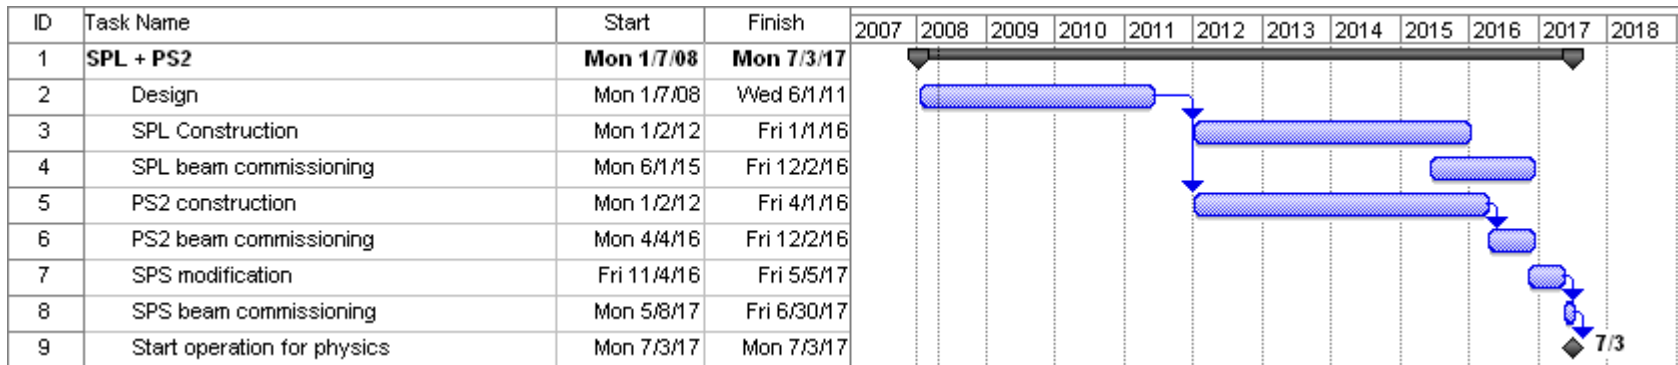 ID Task Name Start Finish 2007 2008 2009 2010 2011 2012 2013 2014 2015 2016 2017 2018
1 SPL + PS2 Mon 1/7/08 Mon 7/3/17
2 Design Mon 1/7/08 Wed 6/1/11
3 SPL Construction Mon 1/2/12 Fri 1/1/16
4 SPL beam commissioning Mon 6/1/15 Fri 12/2/16
5 PS2 construction Mon 1/2/12 Fri 4/1/16
6 PS2 beam commissioning Mon 4/4/16 Fri 12/2/16
7 SPS modification Fri 11/4/16 Fri 5/5/17
8 SPS beam commissioning Mon 5/8/17 Fri 6/30/17
9 Start operation for physics Mon 7/3/17 Mon 7/3/17 7/3